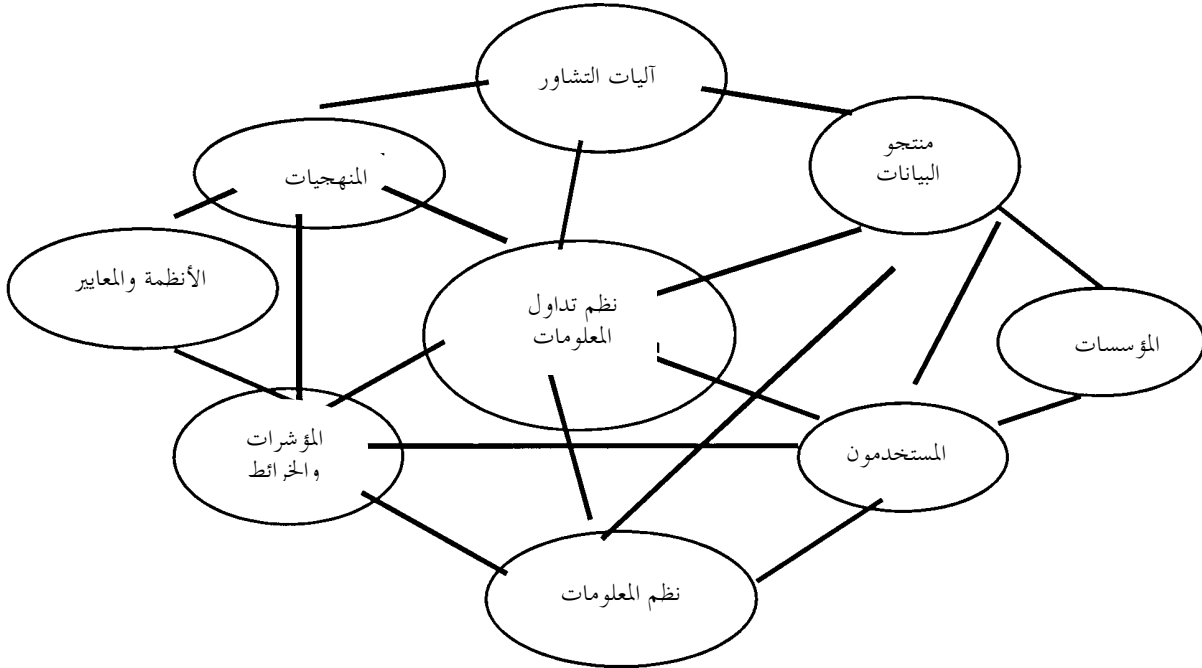 آليات التشاور
منتجو
البيانات
المنهجيات
الأنظمة والمعايير
نظم تداول
المعلومات
المؤسسات
المؤشرات
والخرائط
المستخدمون
نظم المعلومات